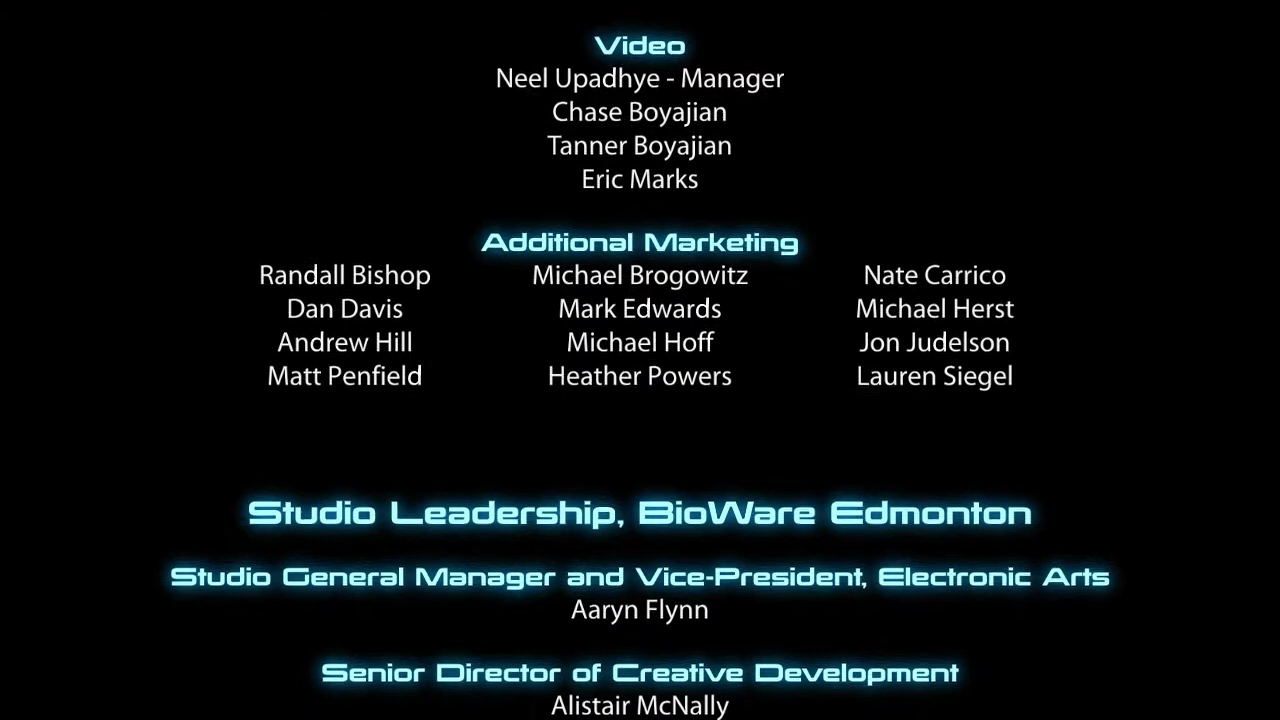 Video
Neel Upadhye - Manager
Chase Boyajian
Tanner Boyajian
Eric Marks
Additional Marketing
Randall Bishop Michael Brogowitz Nate Carrico
Dan Davis Mark Edwards Michael Herst
Andrew Hill Michael Hoff Jon Judelson
Matt Penfield Heather Powers Lauren Siegel
Studio Leadership, BioWare Edmonton
Studio General Manager and Vice-President, Electronic Arts
Aaryn Flynn
Senior Director of Creative Development
Alistair McNally